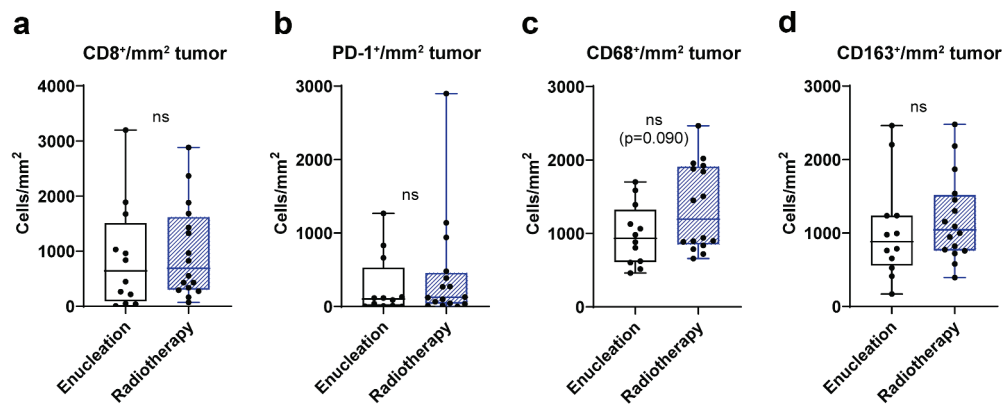 a
CD8⁺/mm² tumor
Cells/mm²
4000
3000
2000
1000
0
ns
Enucleation
Radiotherapy
b
PD-1⁺/mm² tumor
Cells/mm²
3000
2000
1000
0
ns
Enucleation
Radiotherapy
c
CD68⁺/mm² tumor
Cells/mm²
3000
2000
1000
0
ns
(p=0.090)
Enucleation
Radiotherapy
d
CD163⁺/mm² tumor
Cells/mm²
3000
2000
1000
0
ns
Enucleation
Radiotherapy